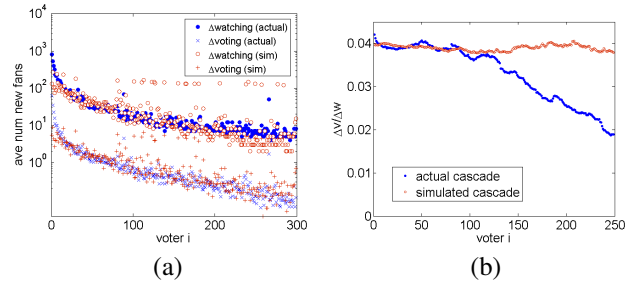 10^4
10^3
10^2
10^1
10^0
ave num new fans
Δwatching (actual)
Δvoting (actual)
Δwatching (sim)
Δvoting (sim)
0 100 200 300
voter i
(a)
0.04
0.03
0.02
0.01
0
Δv/Δw
actual cascade
simulated cascade
0 50 100 150 200 250
voter i
(b)